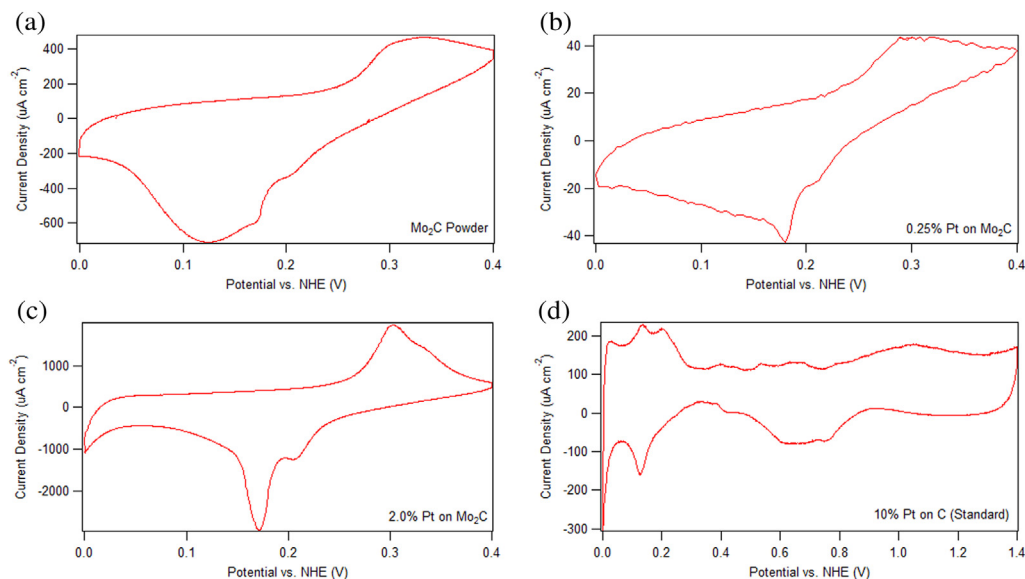 (a)
400
200
0
-200
-400
-600
Current Density (uA cm⁻²)
Mo₂C Powder
0.0 0.1 0.2 0.3 0.4
Potential vs. NHE (V)
(b)
40
20
0
-20
-40
Current Density (uA cm⁻²)
0.25% Pt on Mo₂C
0.0 0.1 0.2 0.3 0.4
Potential vs. NHE (V)
(c)
1000
0
-1000
-2000
Current Density (uA cm⁻²)
2.0% Pt on Mo₂C
0.0 0.1 0.2 0.3 0.4
Potential vs. NHE (V)
(d)
200
100
0
-100
-200
-300
Current Density (uA cm⁻²)
10% Pt on C (Standard)
0.0 0.2 0.4 0.6 0.8 1.0 1.2 1.4
Potential vs. NHE (V)